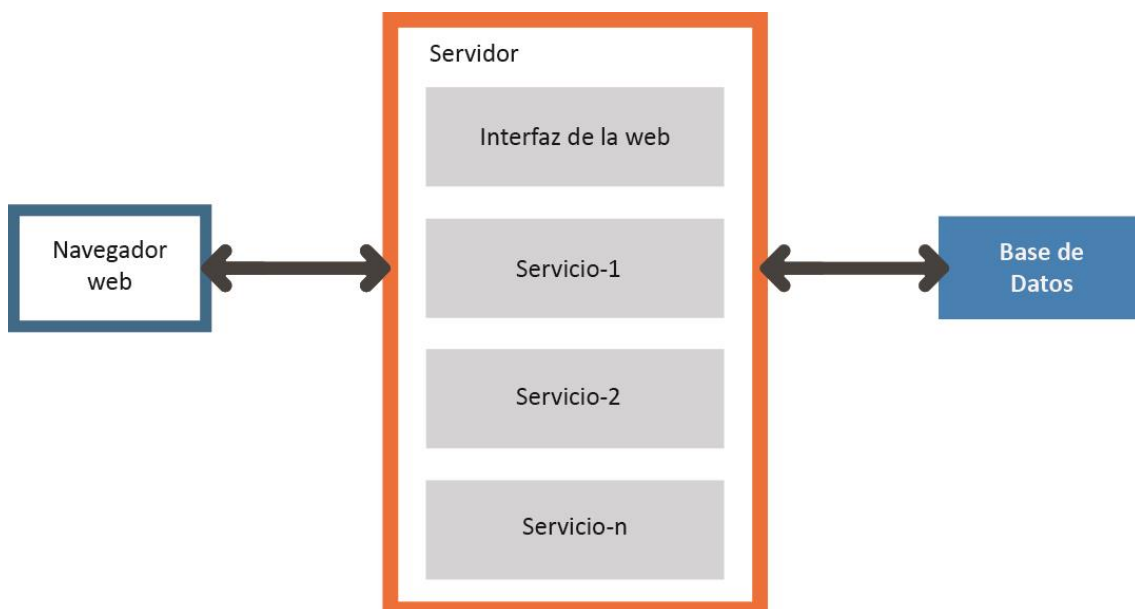 Servidor
Interfaz de la web
Navegador
web
Servicio-1
Base de
Datos
Servicio-2
Servicio-n